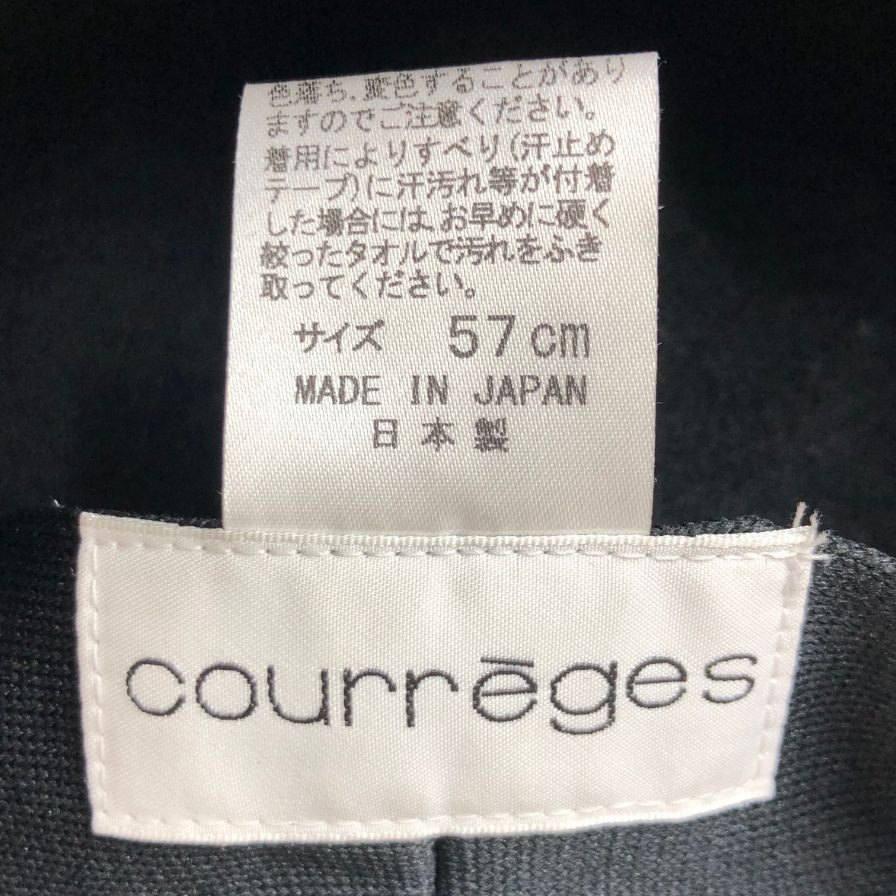 色落ち、変色することがあり
ますのでご注意ください。
着用によりすべり(汗止め
テープ)に汗汚れ等が付着
した場合には、お早めに硬く
絞ったタオルで汚れをふき
取ってください。
サイズ 57cm
MADE IN JAPAN
日本製
courrēges